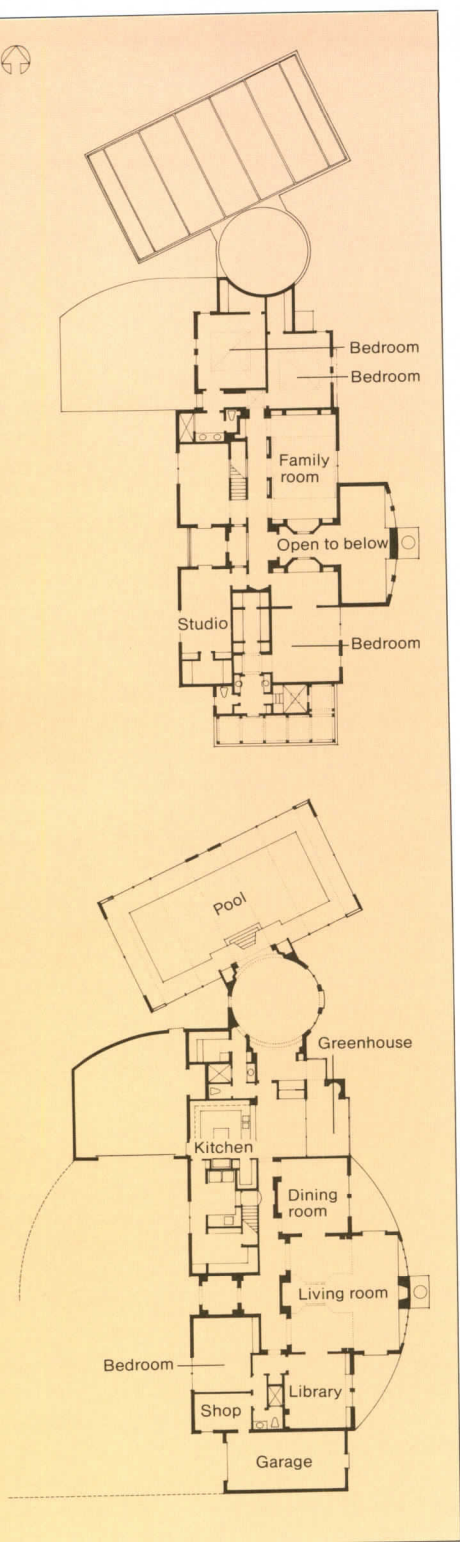 Bedroom
Bedroom
Family
room
Open to below
Studio
Bedroom
Pool
Greenhouse
Kitchen
Dining
room
Living room
Bedroom
Library
Shop
Garage